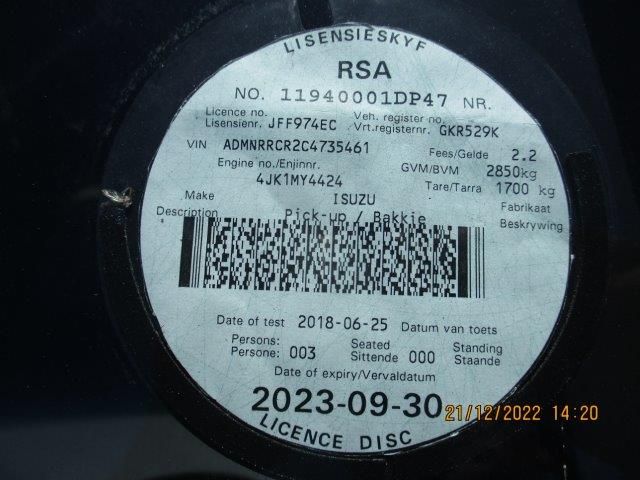 LISENSIESKYF
RSA
NO. 11940001DP47 NR.
Licence no. Veh. register no.
Lisensienr. JFF974EC Vrt.registernr. GKR529K
VIN ADMNRRCR2C4735461 Fees/Gelde 2.2
Engine no./Enjinnr. GVM/BVM 2850kg
4JK1MY4424 Tare/Tarra 1700 kg
Make ISUZU Fabrikaat
Description Pick-up / Bakkie Beskrywing
Date of test 2018-06-25 Datum van toets
Persons: Seated Standing
Persone: 003 Sittende 000 Staande
Date of expiry/Vervaldatum
2023-09-30
LICENCE DISC
21/12/2022 14:20